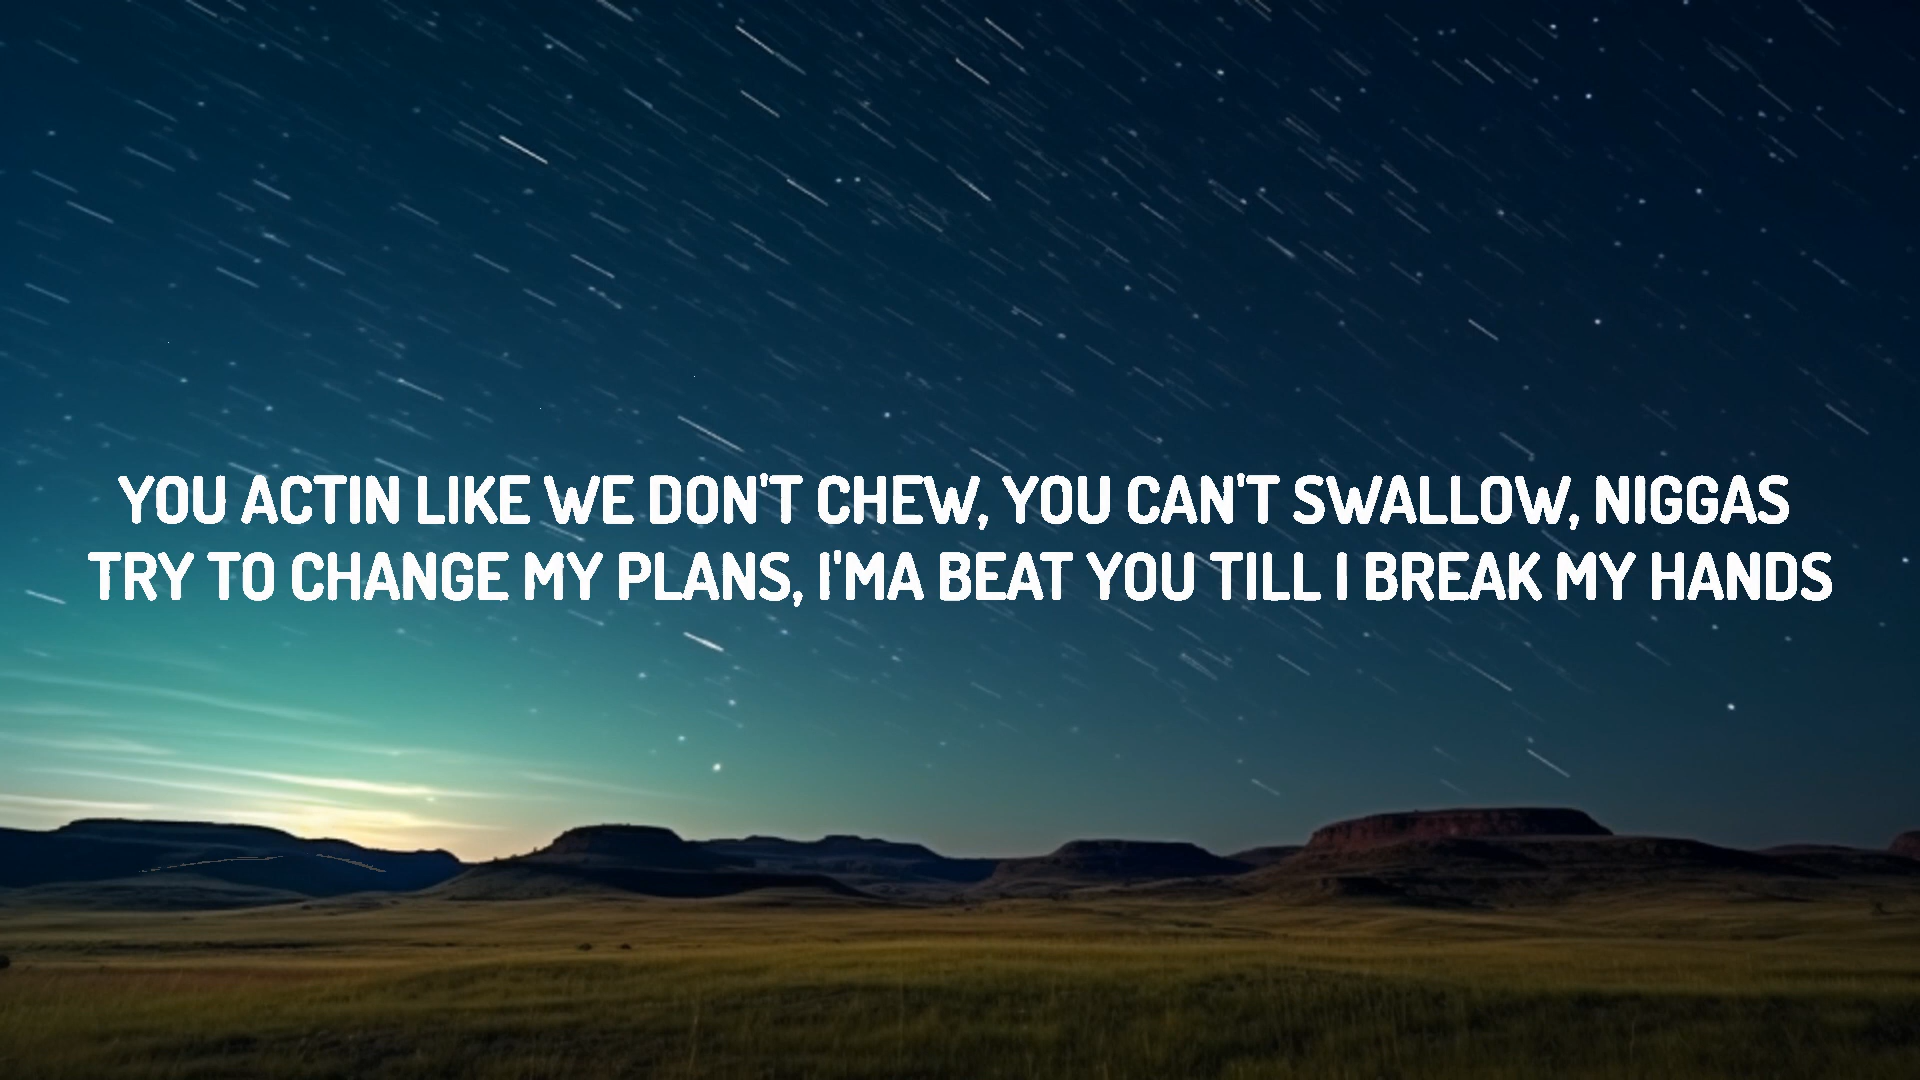 YOU ACTIN LIKE WE DON'T CHEW, YOU CAN'T SWALLOW, NIGGAS
TRY TO CHANGE MY PLANS, I'MA BEAT YOU TILL I BREAK MY HANDS